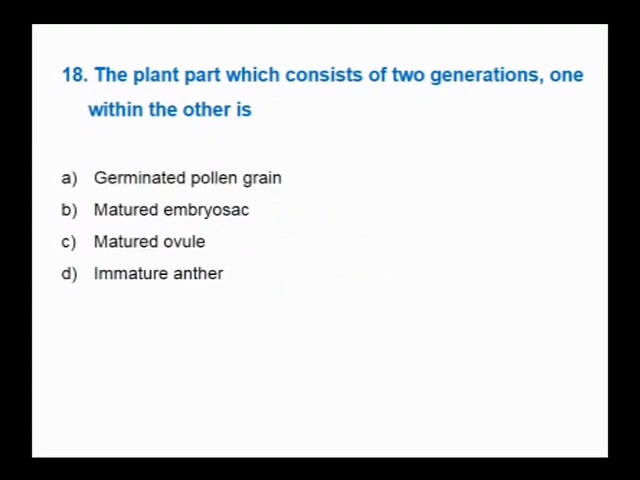 18. The plant part which consists of two generations, one
within the other is
a) Germinated pollen grain
b) Matured embryosac
c) Matured ovule
d) Immature anther